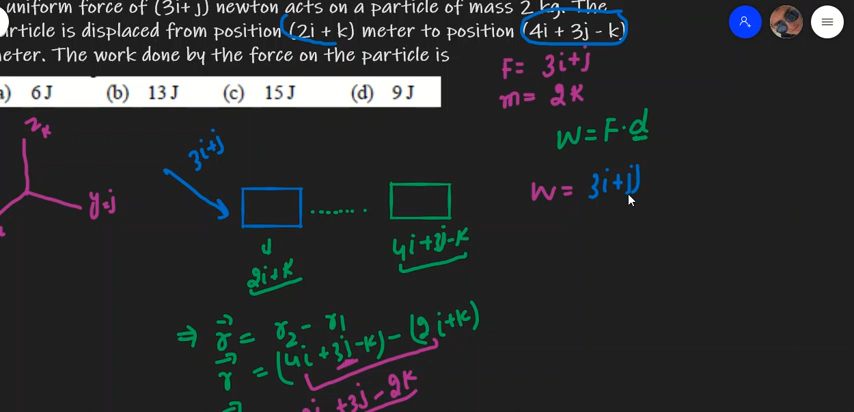 uniform force of (3i+ j) newton acts on a particle of mass 2 kg. The
article is displaced from position (2i + k) meter to position (4i + 3j - k)
eter. The work done by the force on the particle is
a) 6 J (b) 13 J (c) 15 J (d) 9 J
F = 3i+j
m = 2k
W = F·d
W = 3i+j
z k
y=j
3i+j
2i+k
4i+3j-k
⇒ r⃗ = r2 - r1
r⃗ = (4i+3j-k) - (2i+k)
i+3j-2k